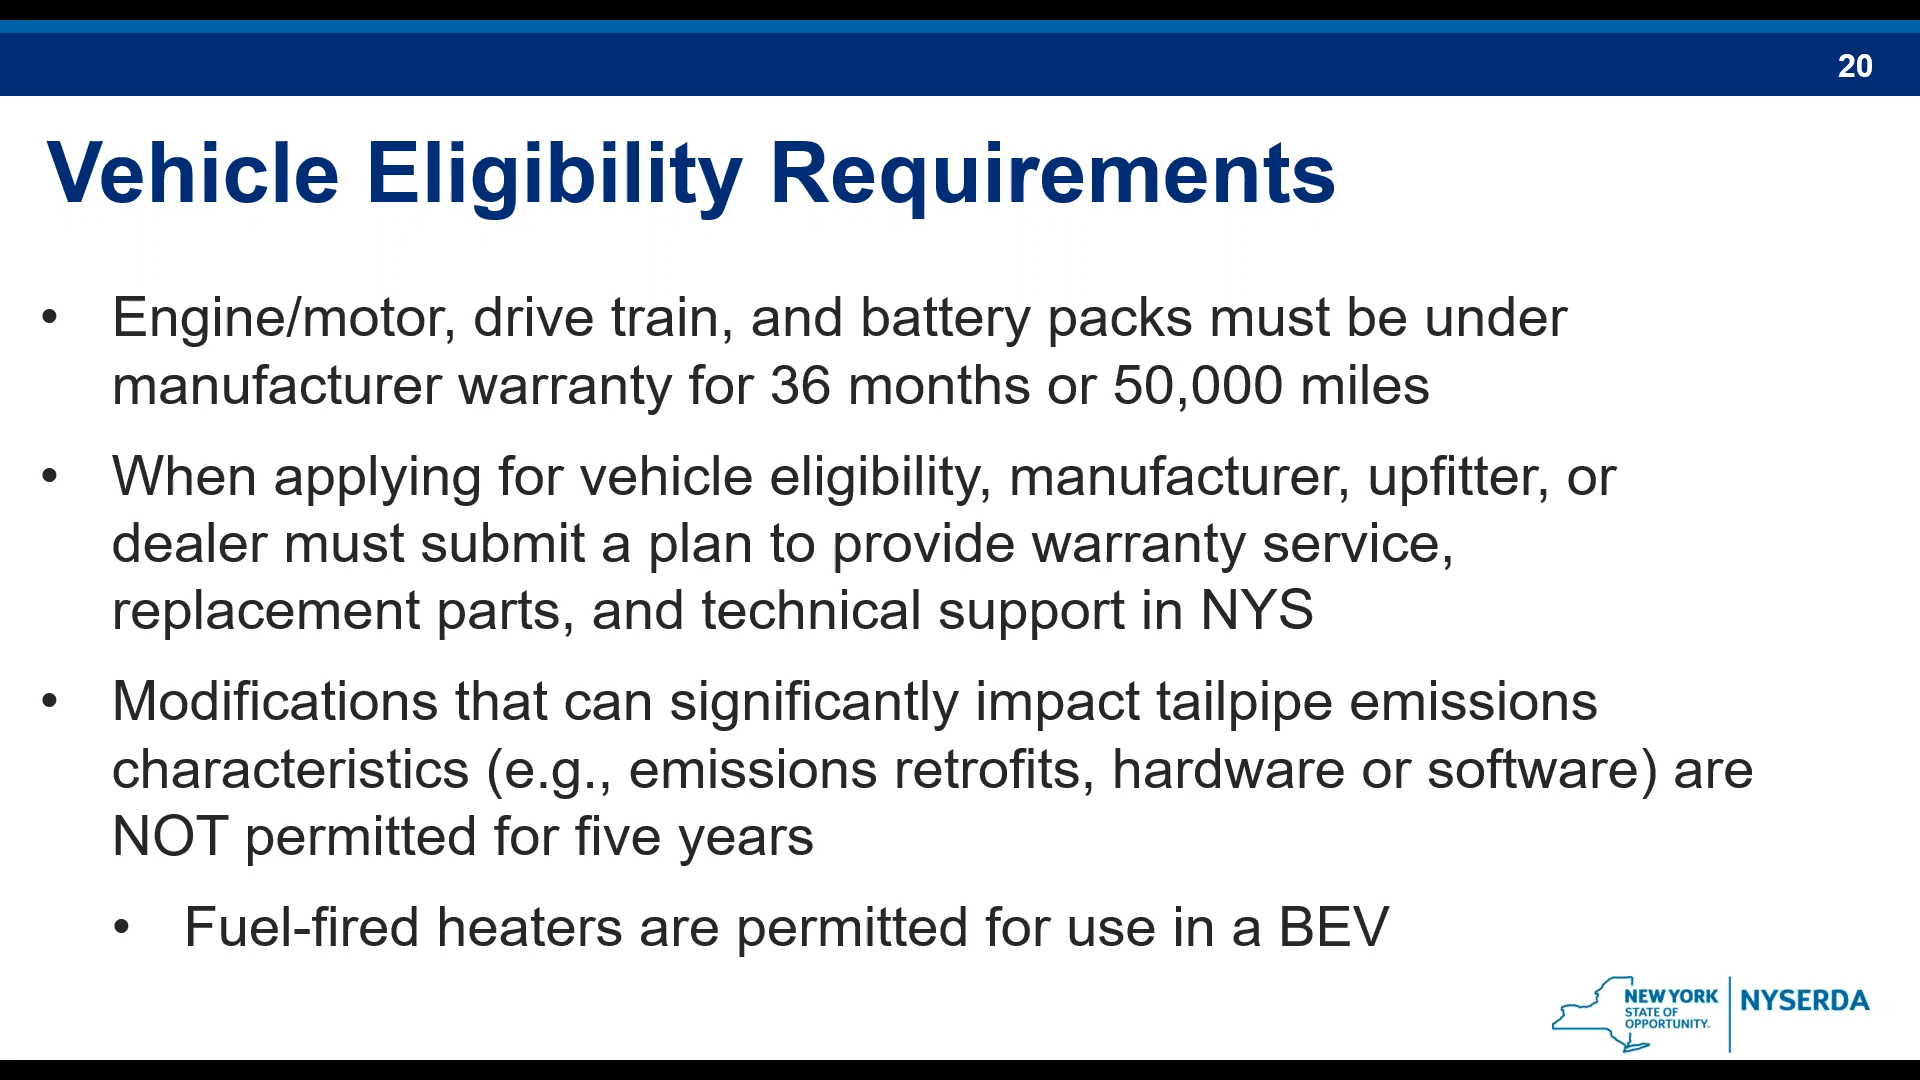 20
Vehicle Eligibility Requirements
• Engine/motor, drive train, and battery packs must be under
manufacturer warranty for 36 months or 50,000 miles
• When applying for vehicle eligibility, manufacturer, upfitter, or
dealer must submit a plan to provide warranty service,
replacement parts, and technical support in NYS
• Modifications that can significantly impact tailpipe emissions
characteristics (e.g., emissions retrofits, hardware or software) are
NOT permitted for five years
• Fuel-fired heaters are permitted for use in a BEV
NEW YORK
STATE OF
OPPORTUNITY.
NYSERDA